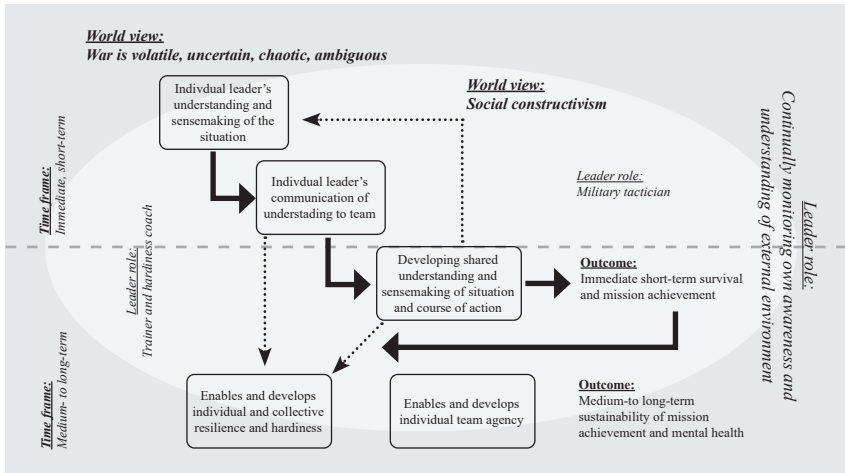 World view:
War is volatile, uncertain, chaotic, ambiguous
Indivdual leader's
understanding and
sensemaking of the
situation
World view:
Social constructivism
Time frame:
Immediate, short-term
Indivdual leader's
communication of
understading to team
Leader role:
Military tactician
Leader role:
Continually monitoring own awareness and
understanding of external environment
Leader role:
Trainer and hardiness coach
Developing shared
understanding and
sensemaking of situation
and course of action
Outcome:
Immediate short-term survival
and mission achievement
Time frame:
Medium- to long-term
Enables and develops
individual and collective
resilience and hardiness
Enables and develops
individual team agency
Outcome:
Medium-to long-term
sustainability of mission
achievement and mental health